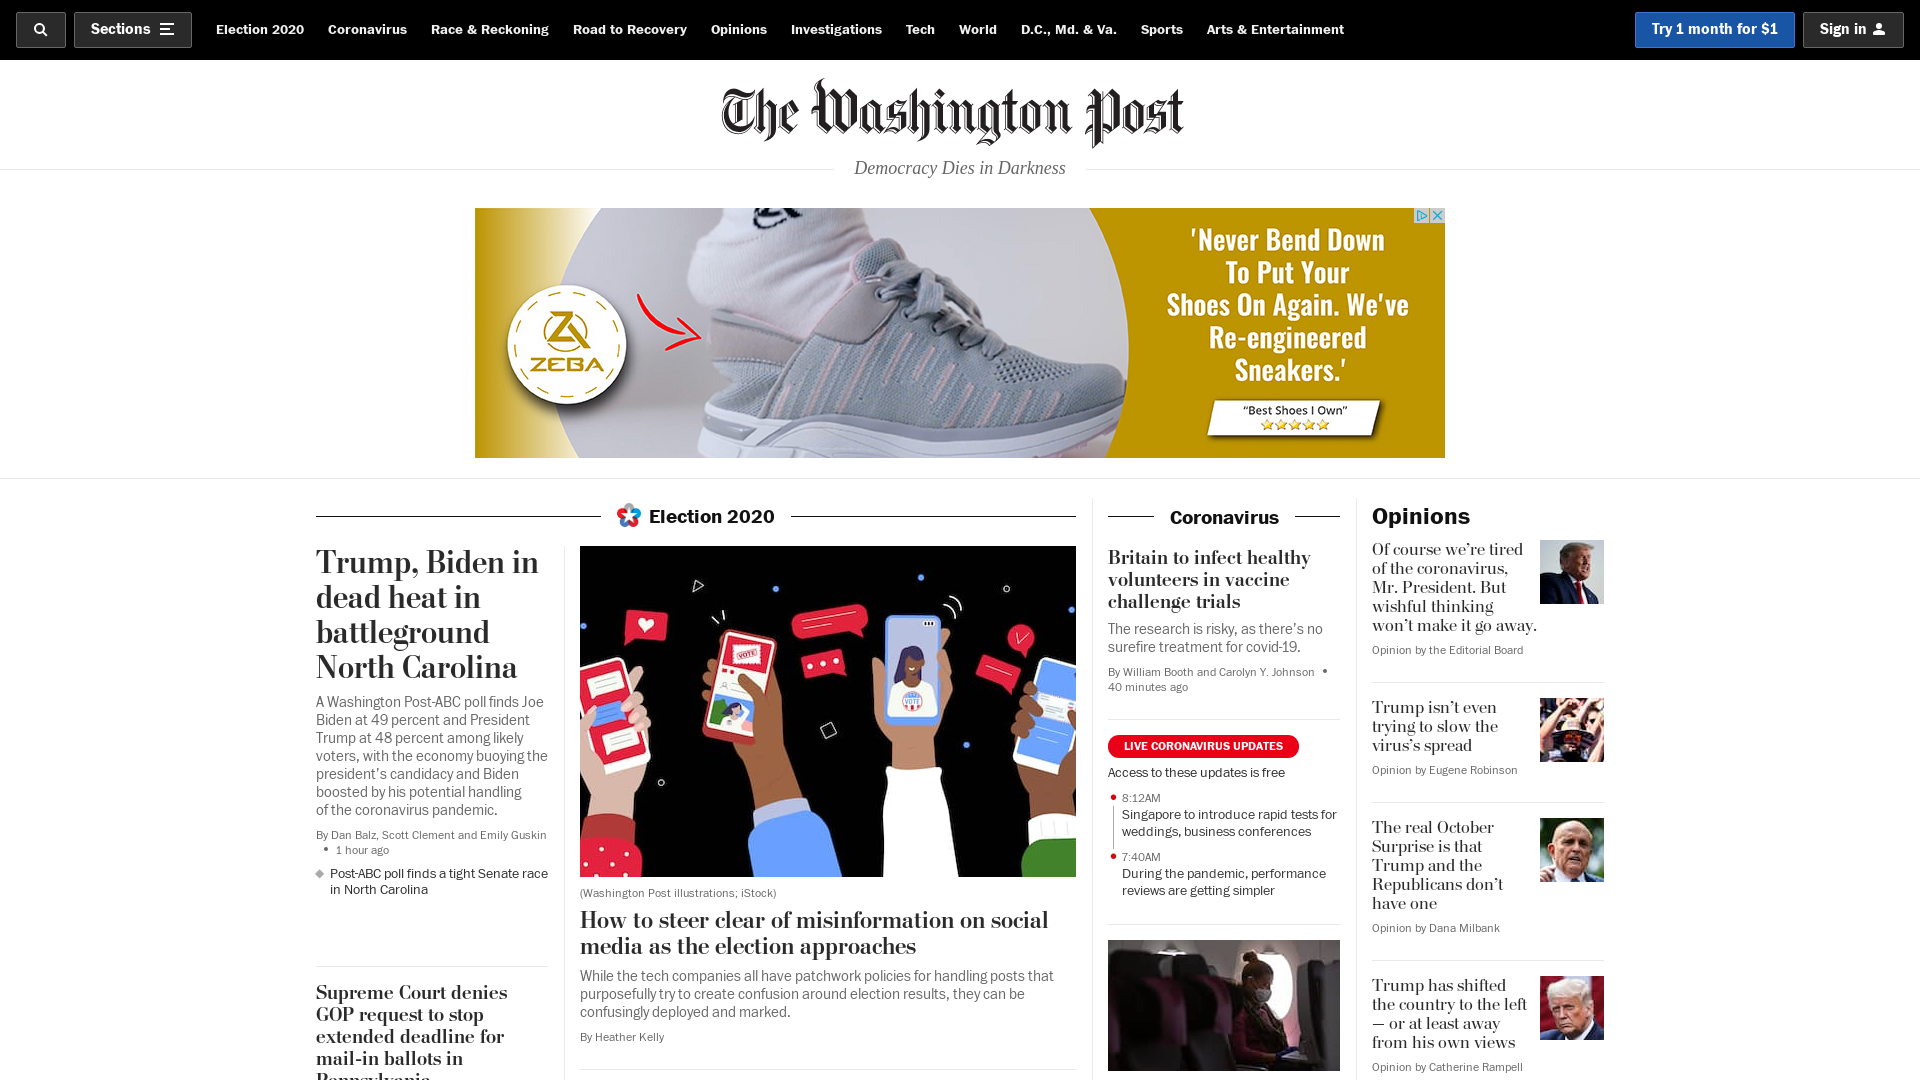 Sections
Election 2020
Coronavirus
Race & Reckoning
Road to Recovery
Opinions
Investigations
Tech
World
D.C., Md. & Va.
Sports
Arts & Entertainment
Try 1 month for $1
Sign in
The Washington Post
Democracy Dies in Darkness
ZEBA
'Never Bend Down
To Put Your
Shoes On Again. We've
Re-engineered
Sneakers.'
“Best Shoes I Own”
Election 2020
Trump, Biden in
dead heat in
battleground
North Carolina
A Washington Post-ABC poll finds Joe
Biden at 49 percent and President
Trump at 48 percent among likely
voters, with the economy buoying the
president’s candidacy and Biden
boosted by his potential handling
of the coronavirus pandemic.
By Dan Balz, Scott Clement and Emily Guskin
• 1 hour ago
Post-ABC poll finds a tight Senate race
in North Carolina
Supreme Court denies
GOP request to stop
extended deadline for
mail-in ballots in
Pennsylvania
VOTE
VOTE
(Washington Post illustrations; iStock)
How to steer clear of misinformation on social
media as the election approaches
While the tech companies all have patchwork policies for handling posts that
purposefully try to create confusion around election results, they can be
confusingly deployed and marked.
By Heather Kelly
Coronavirus
Britain to infect healthy
volunteers in vaccine
challenge trials
The research is risky, as there’s no
surefire treatment for covid-19.
By William Booth and Carolyn Y. Johnson •
40 minutes ago
LIVE CORONAVIRUS UPDATES
Access to these updates is free
8:12AM
Singapore to introduce rapid tests for
weddings, business conferences
7:40AM
During the pandemic, performance
reviews are getting simpler
Opinions
Of course we’re tired
of the coronavirus,
Mr. President. But
wishful thinking
won’t make it go away.
Opinion by the Editorial Board
Trump isn’t even
trying to slow the
virus’s spread
Opinion by Eugene Robinson
The real October
Surprise is that
Trump and the
Republicans don’t
have one
Opinion by Dana Milbank
Trump has shifted
the country to the left
— or at least away
from his own views
Opinion by Catherine Rampell